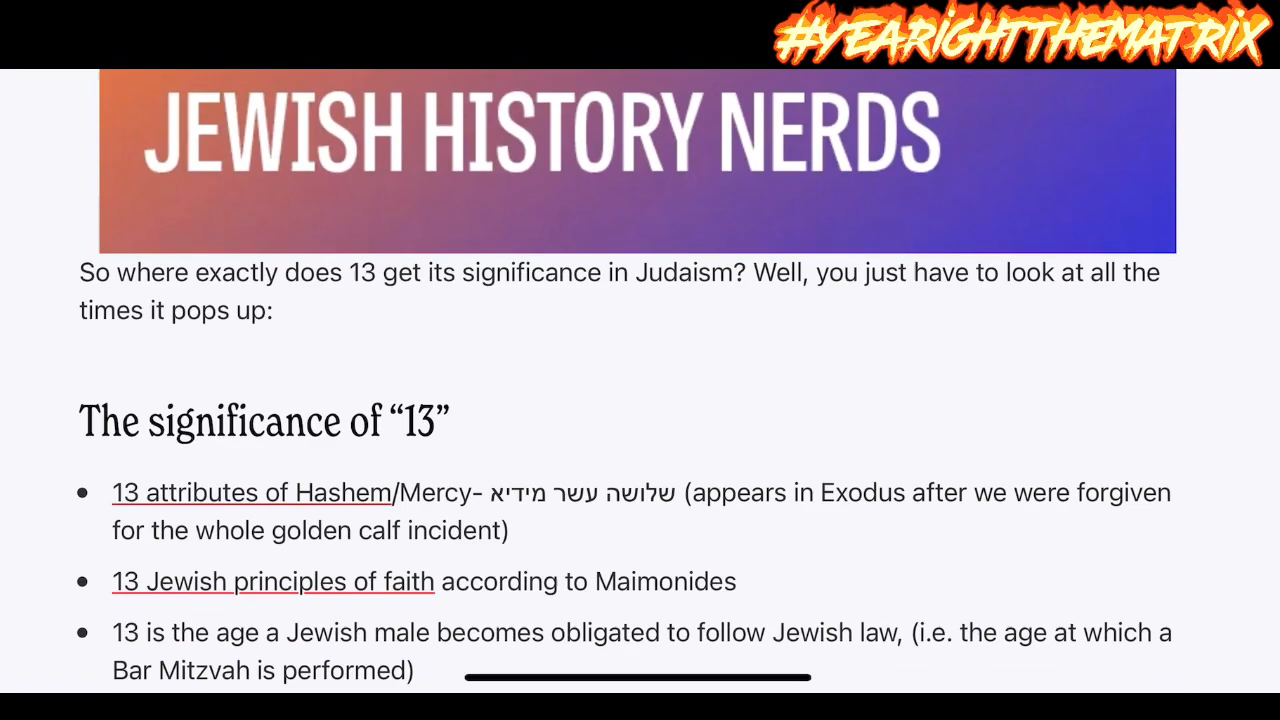 #YEARIGHTTHEMATRIX
JEWISH HISTORY NERDS
So where exactly does 13 get its significance in Judaism? Well, you just have to look at all the
times it pops up:
The significance of “13”
• 13 attributes of Hashem/Mercy- שלושה עשר מידיא (appears in Exodus after we were forgiven
for the whole golden calf incident)
• 13 Jewish principles of faith according to Maimonides
• 13 is the age a Jewish male becomes obligated to follow Jewish law, (i.e. the age at which a
Bar Mitzvah is performed)